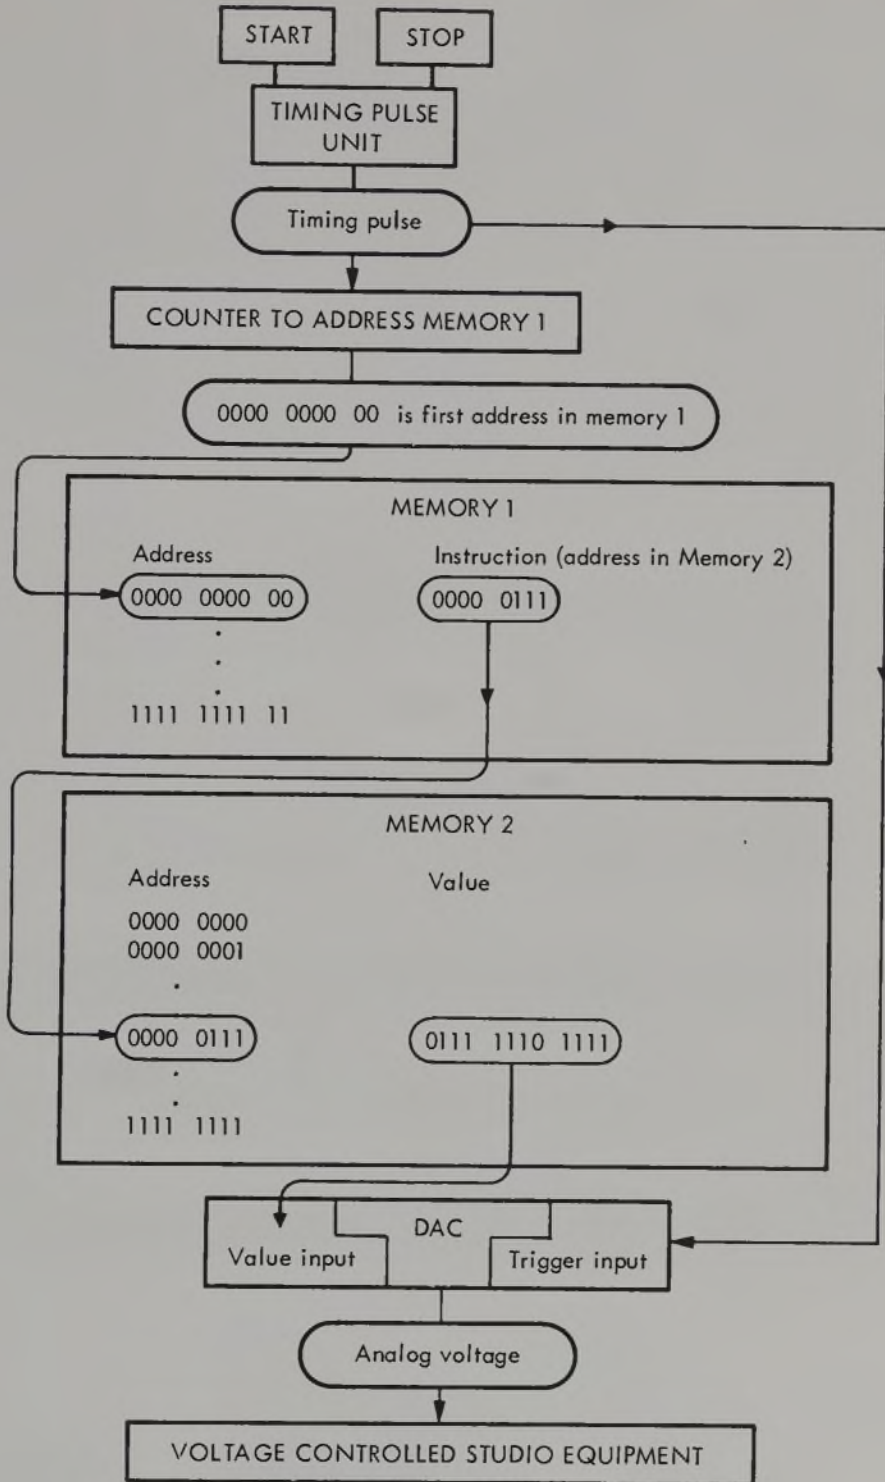 START
STOP
TIMING PULSE
UNIT
Timing pulse
COUNTER TO ADDRESS MEMORY 1
0000 0000 00 is first address in memory 1
MEMORY 1
Address
Instruction (address in Memory 2)
0000 0000 00
0000 0111
.
.
.
1111 1111 11
MEMORY 2
Address
Value
0000 0000
0000 0001
.
0000 0111
0111 1110 1111
.
.
1111 1111
DAC
Value input
Trigger input
Analog voltage
VOLTAGE CONTROLLED STUDIO EQUIPMENT